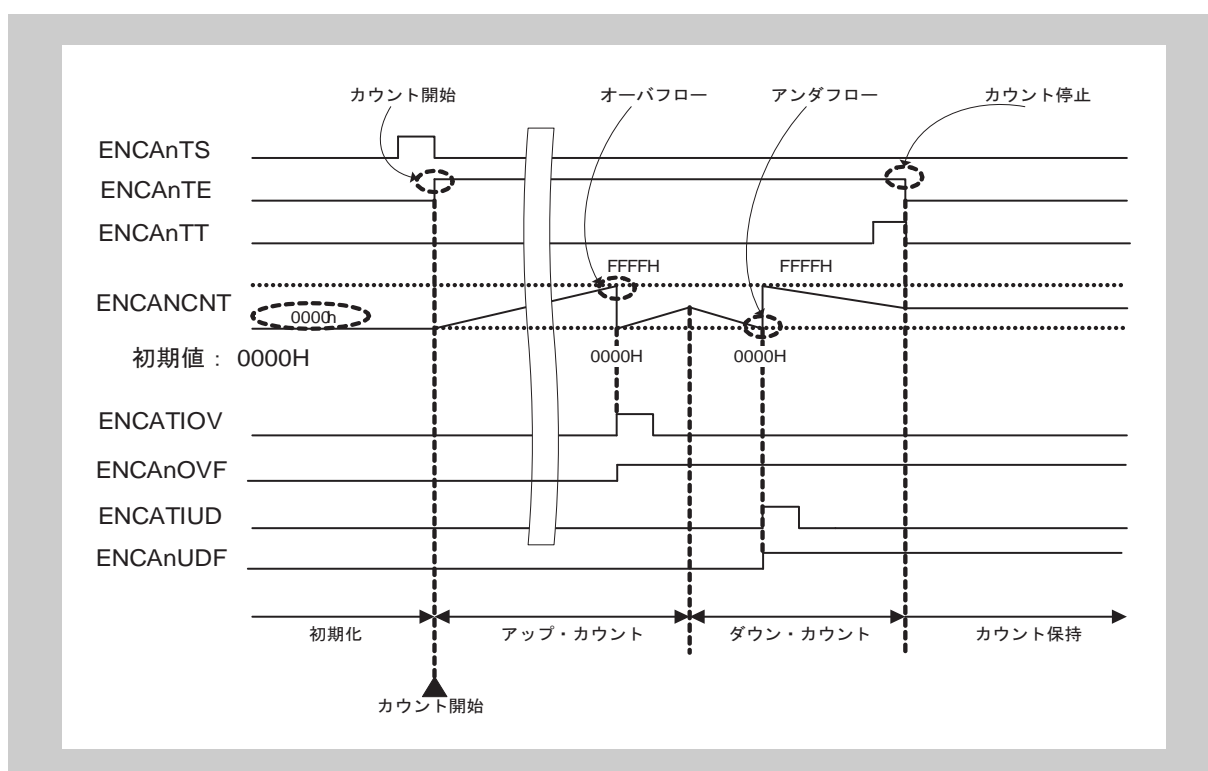 カウント開始
オーバフロー
アンダフロー
カウント停止
ENCAnTS
ENCAnTE
ENCAnTT
FFFFH
FFFFH
ENCANCNT
0000h
初期値： 0000H
0000H
0000H
ENCATIOV
ENCAnOVF
ENCATIUD
ENCAnUDF
初期化
アップ・カウント
ダウン・カウント
カウント保持
カウント開始